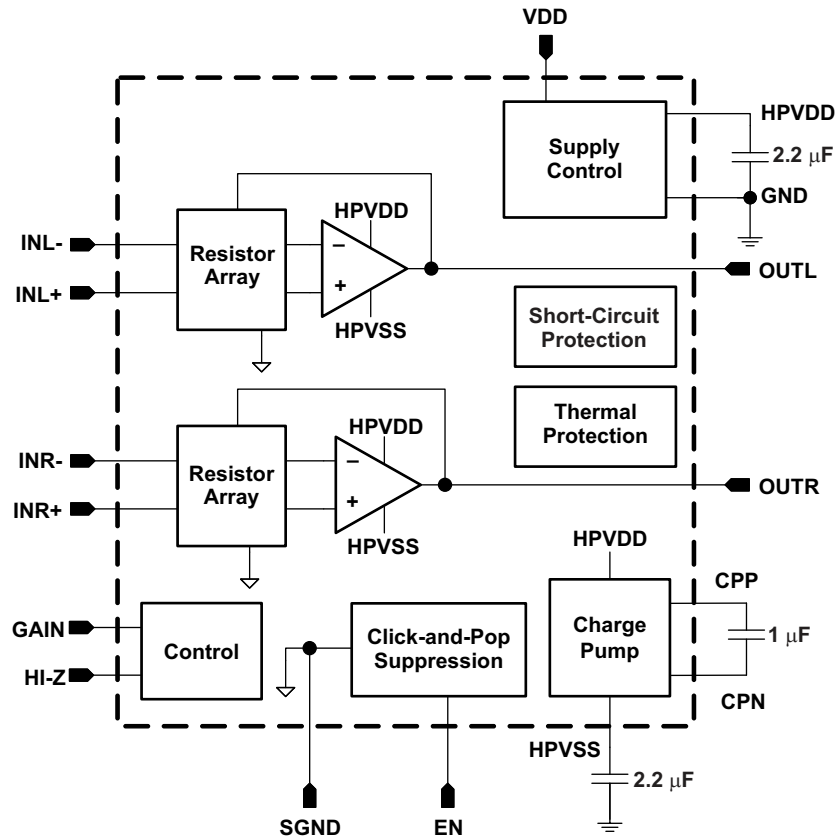 VDD
HPVDD
Supply
Control
2.2 μF
GND
HPVDD
INL-
Resistor
Array
−
INL+
+
OUTL
HPVSS
Short-Circuit
Protection
HPVDD
Thermal
Protection
INR-
Resistor
Array
−
INR+
+
OUTR
HPVSS
HPVDD
CPP
GAIN
Control
HI-Z
Click-and-Pop
Suppression
Charge
Pump
1 μF
CPN
HPVSS
2.2 μF
SGND
EN